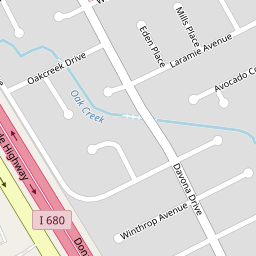 Mills Place
Eden Place
Laramie Avenue
Oakcreek Drive
Avocado Co
Oak Creek
Highway
Davona Drive
I 680
Winthrop Avenue
Don